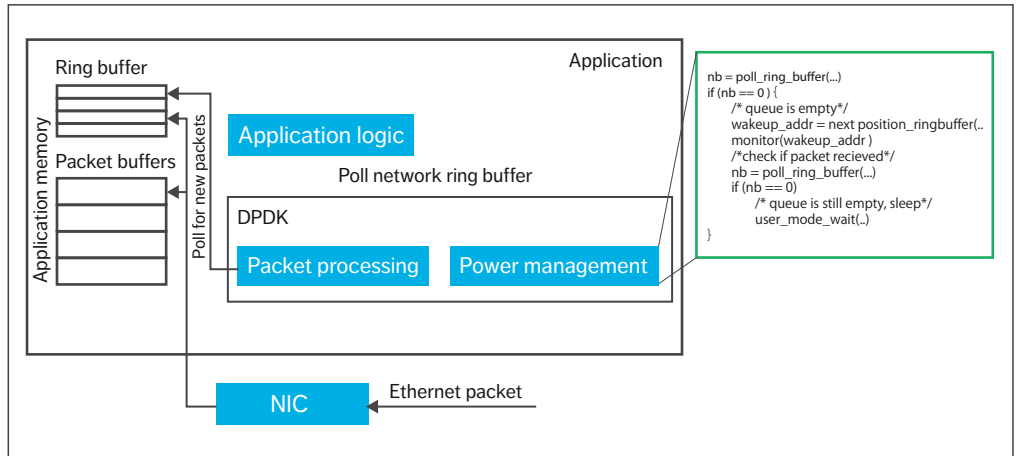 Application
Ring buffer
Application logic
Packet buffers
Application memory
Poll for new packets
Poll network ring buffer
DPDK
Packet processing
Power management
NIC
Ethernet packet
nb = poll_ring_buffer(...)
if (nb == 0) {
/* queue is empty*/
wakeup_addr = next position_ringbuffer(..
monitor(wakeup_addr )
/*check if packet recieved*/
nb = poll_ring_buffer(...)
if (nb == 0)
/* queue is still empty, sleep*/
user_mode_wait(..)
}